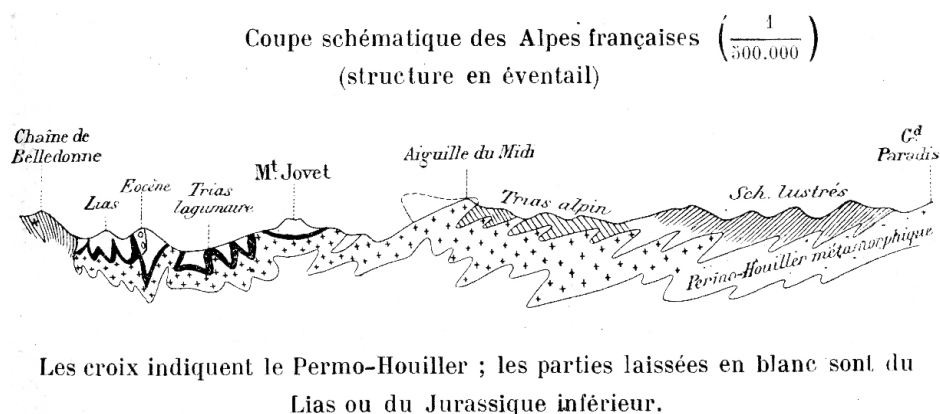 Coupe schématique des Alpes françaises (1/500.000)
(structure en éventail)
Chaîne de
Belledonne
Lias
Eocène
Trias
lagunaire
Mt Jovet
Aiguille du Midi
Trias alpin
Sch. lustrés
Gd
Paradis
Permo-Houiller métamorphique
Les croix indiquent le Permo-Houiller ; les parties laissées en blanc sont du
Lias ou du Jurassique inférieur.